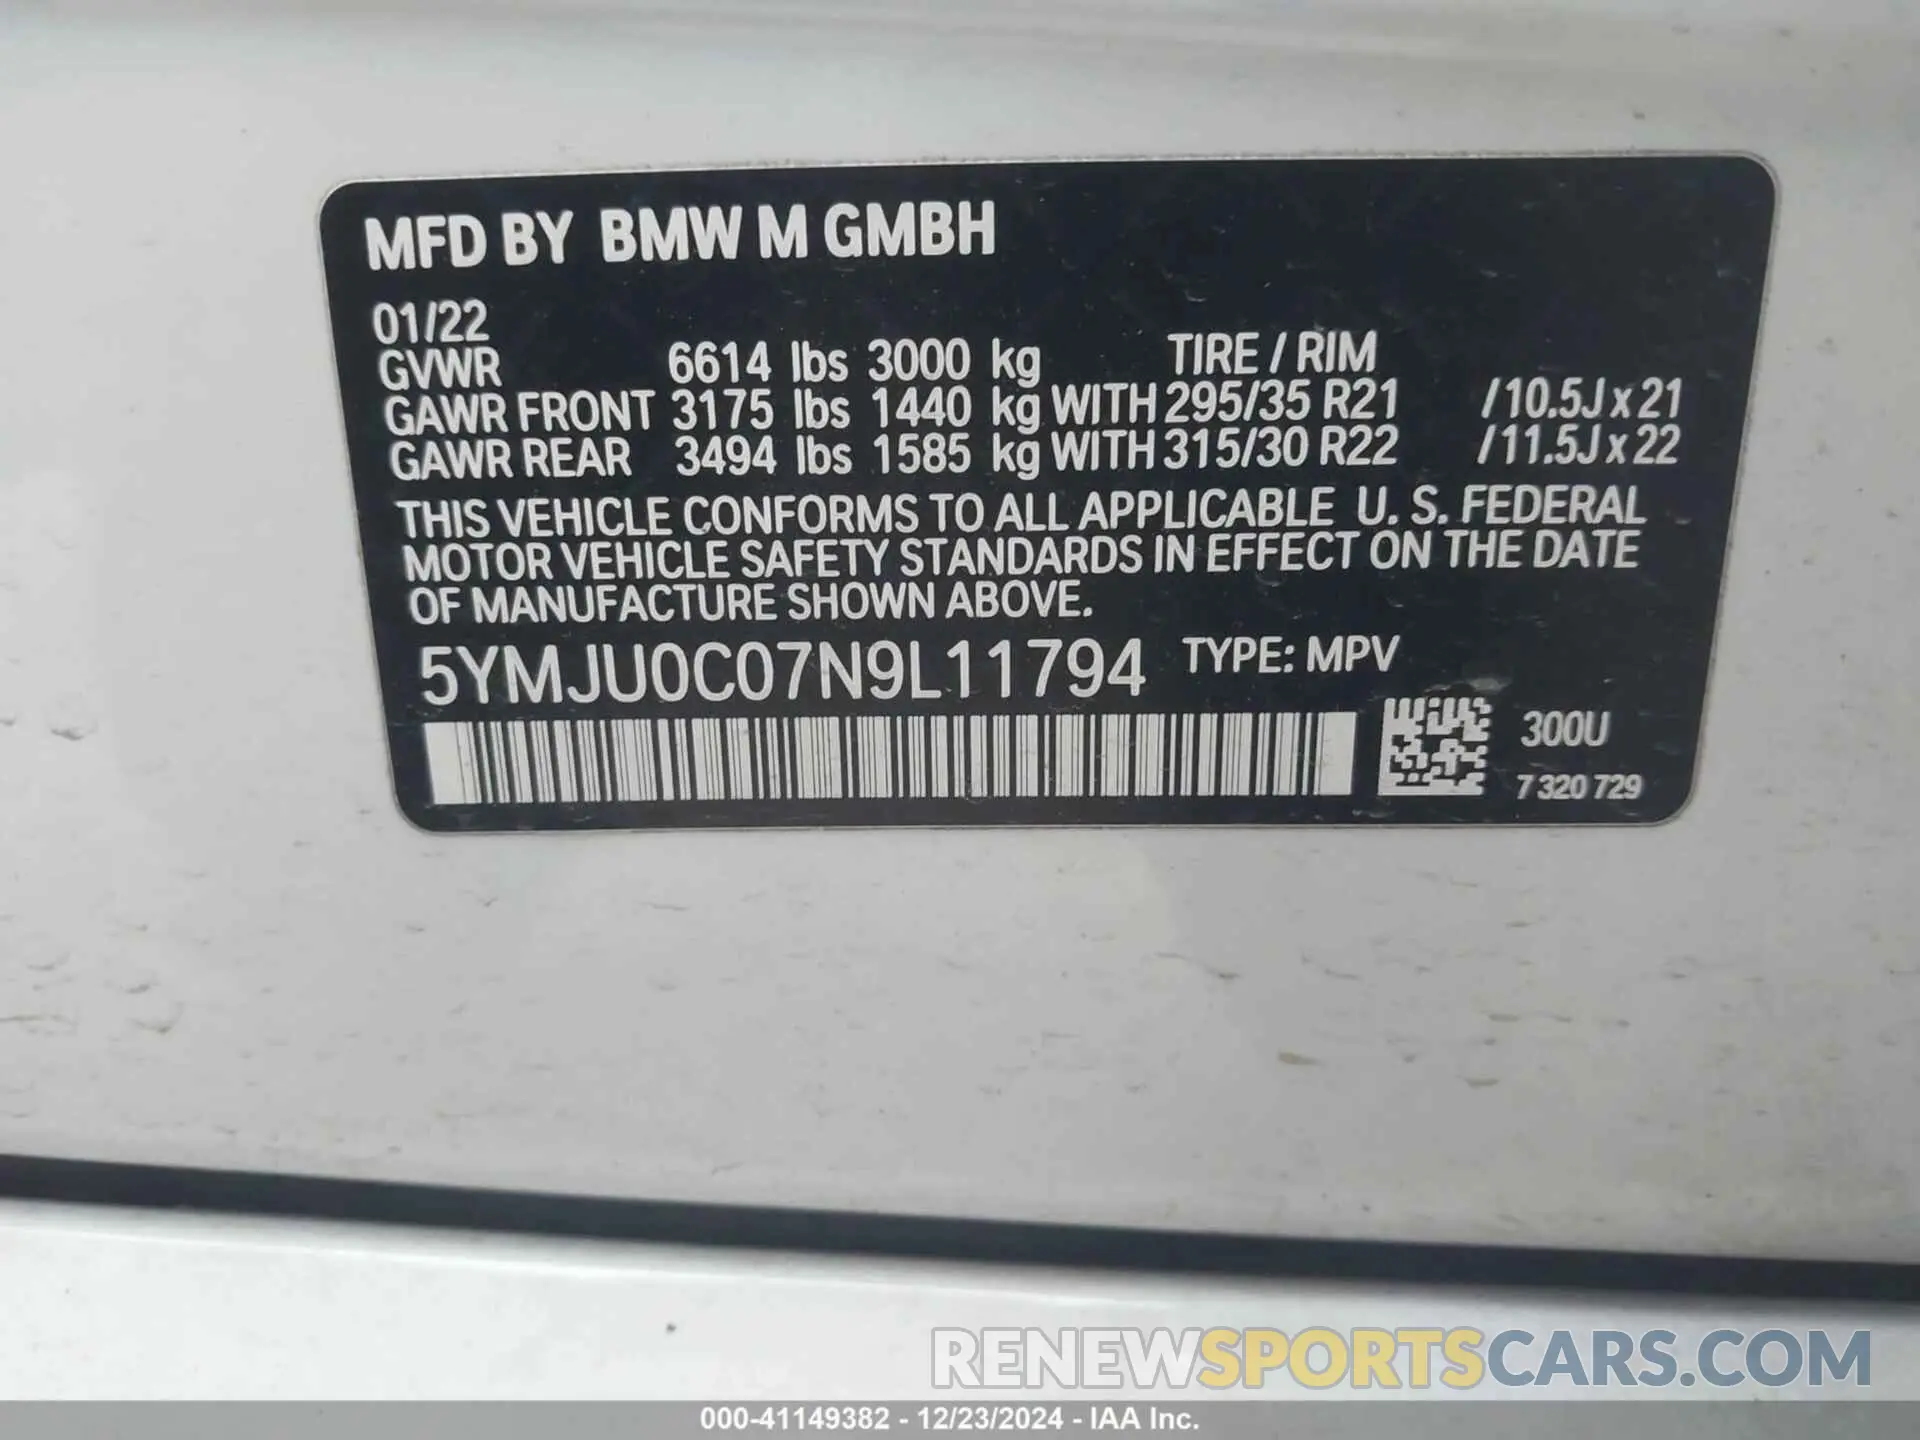 MFD BY BMW M GMBH
01/22
GVWR 6614 lbs 3000 kg TIRE / RIM
GAWR FRONT 3175 lbs 1440 kg WITH 295/35 R21 /10.5J x 21
GAWR REAR 3494 lbs 1585 kg WITH 315/30 R22 /11.5J x 22
THIS VEHICLE CONFORMS TO ALL APPLICABLE U. S. FEDERAL
MOTOR VEHICLE SAFETY STANDARDS IN EFFECT ON THE DATE
OF MANUFACTURE SHOWN ABOVE.
5YMJU0C07N9L11794 TYPE: MPV
300U
7 320 729
RENEWSPORTSCARS.COM
000-41149382 - 12/23/2024 - IAA Inc.